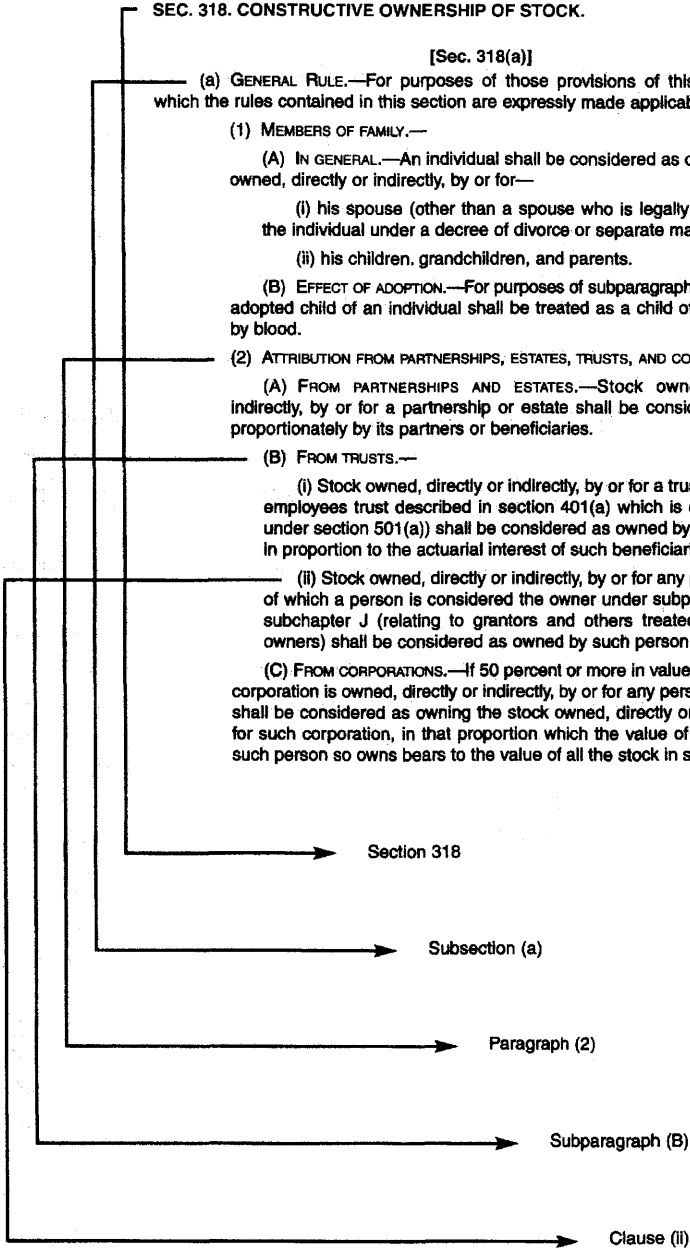 SEC. 318. CONSTRUCTIVE OWNERSHIP OF STOCK.
[Sec. 318(a)]
(a) GENERAL RULE.—For purposes of those provisions of this
which the rules contained in this section are expressly made applicab
(1) MEMBERS OF FAMILY.—
(A) IN GENERAL.—An individual shall be considered as o
owned, directly or indirectly, by or for—
(i) his spouse (other than a spouse who is legally
the individual under a decree of divorce or separate ma
(ii) his children. grandchildren, and parents.
(B) EFFECT OF ADOPTION.—For purposes of subparagraph
adopted child of an individual shall be treated as a child o
by blood.
(2) ATTRIBUTION FROM PARTNERSHIPS, ESTATES, TRUSTS, AND CO
(A) FROM PARTNERSHIPS AND ESTATES.—Stock own
indirectly, by or for a partnership or estate shall be consid
proportionately by its partners or beneficiaries.
(B) FROM TRUSTS.—
(i) Stock owned, directly or indirectly, by or for a tru
employees trust described in section 401(a) which is
under section 501(a)) shall be considered as owned by
in proportion to the actuarial interest of such beneficiar
(ii) Stock owned, directly or indirectly, by or for any
of which a person is considered the owner under subp
subchapter J (relating to grantors and others treated
owners) shall be considered as owned by such person
(C) FROM CORPORATIONS.—If 50 percent or more in value
corporation is owned, directly or indirectly, by or for any pers
shall be considered as owning the stock owned, directly or
for such corporation, in that proportion which the value of
such person so owns bears to the value of all the stock in s
Section 318
Subsection (a)
Paragraph (2)
Subparagraph (B)
Clause (ii)